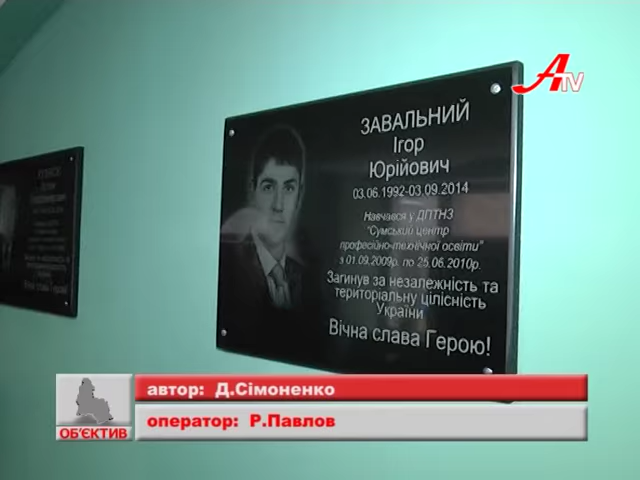 АTV
ЗАВАЛЬНИЙ
Ігор
Юрійович
03.06.1992-03.09.2014
Навчався у ДПТНЗ
"Сумський центр
професійно-технічної освіти"
з 01.09.2009р. по 25.06.2010р.
Загинув за незалежність та
територіальну цілісність
України
Вічна слава Герою!
автор: Д.Сімоненко
оператор: Р.Павлов
ОБ'ЄКТИВ